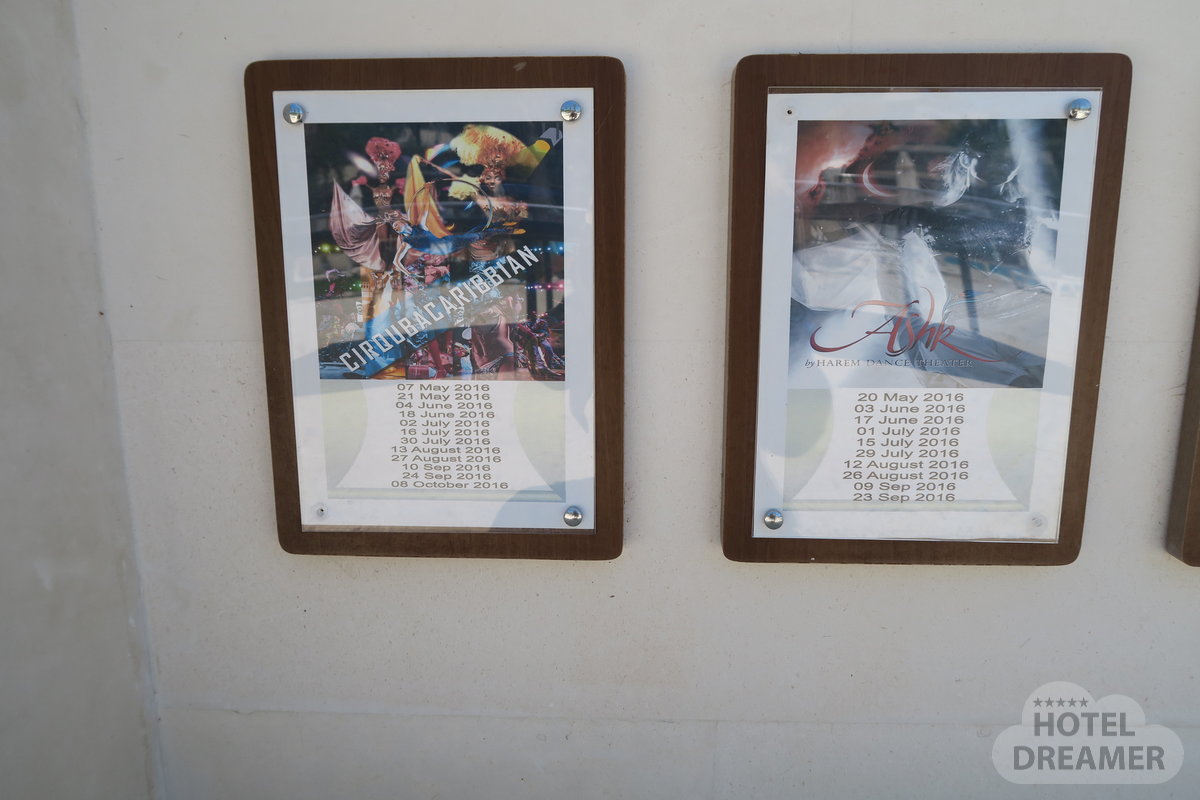 CIRQUBACARIBBIAN
07 May 2016
21 May 2016
04 June 2016
18 June 2016
02 July 2016
16 July 2016
30 July 2016
13 August 2016
27 August 2016
10 Sep 2016
24 Sep 2016
08 October 2016
Ashk
by HAREM DANCE THEATER
20 May 2016
03 June 2016
17 June 2016
01 July 2016
15 July 2016
29 July 2016
12 August 2016
26 August 2016
09 Sep 2016
23 Sep 2016
HOTEL
DREAMER